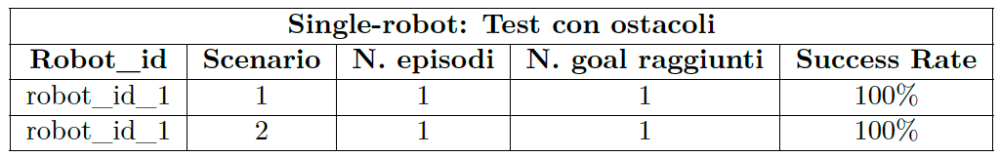 Single-robot: Test con ostacoli
Robot_id Scenario N. episodi N. goal raggiunti Success Rate
robot_id_1 1 1 1 100%
robot_id_1 2 1 1 100%